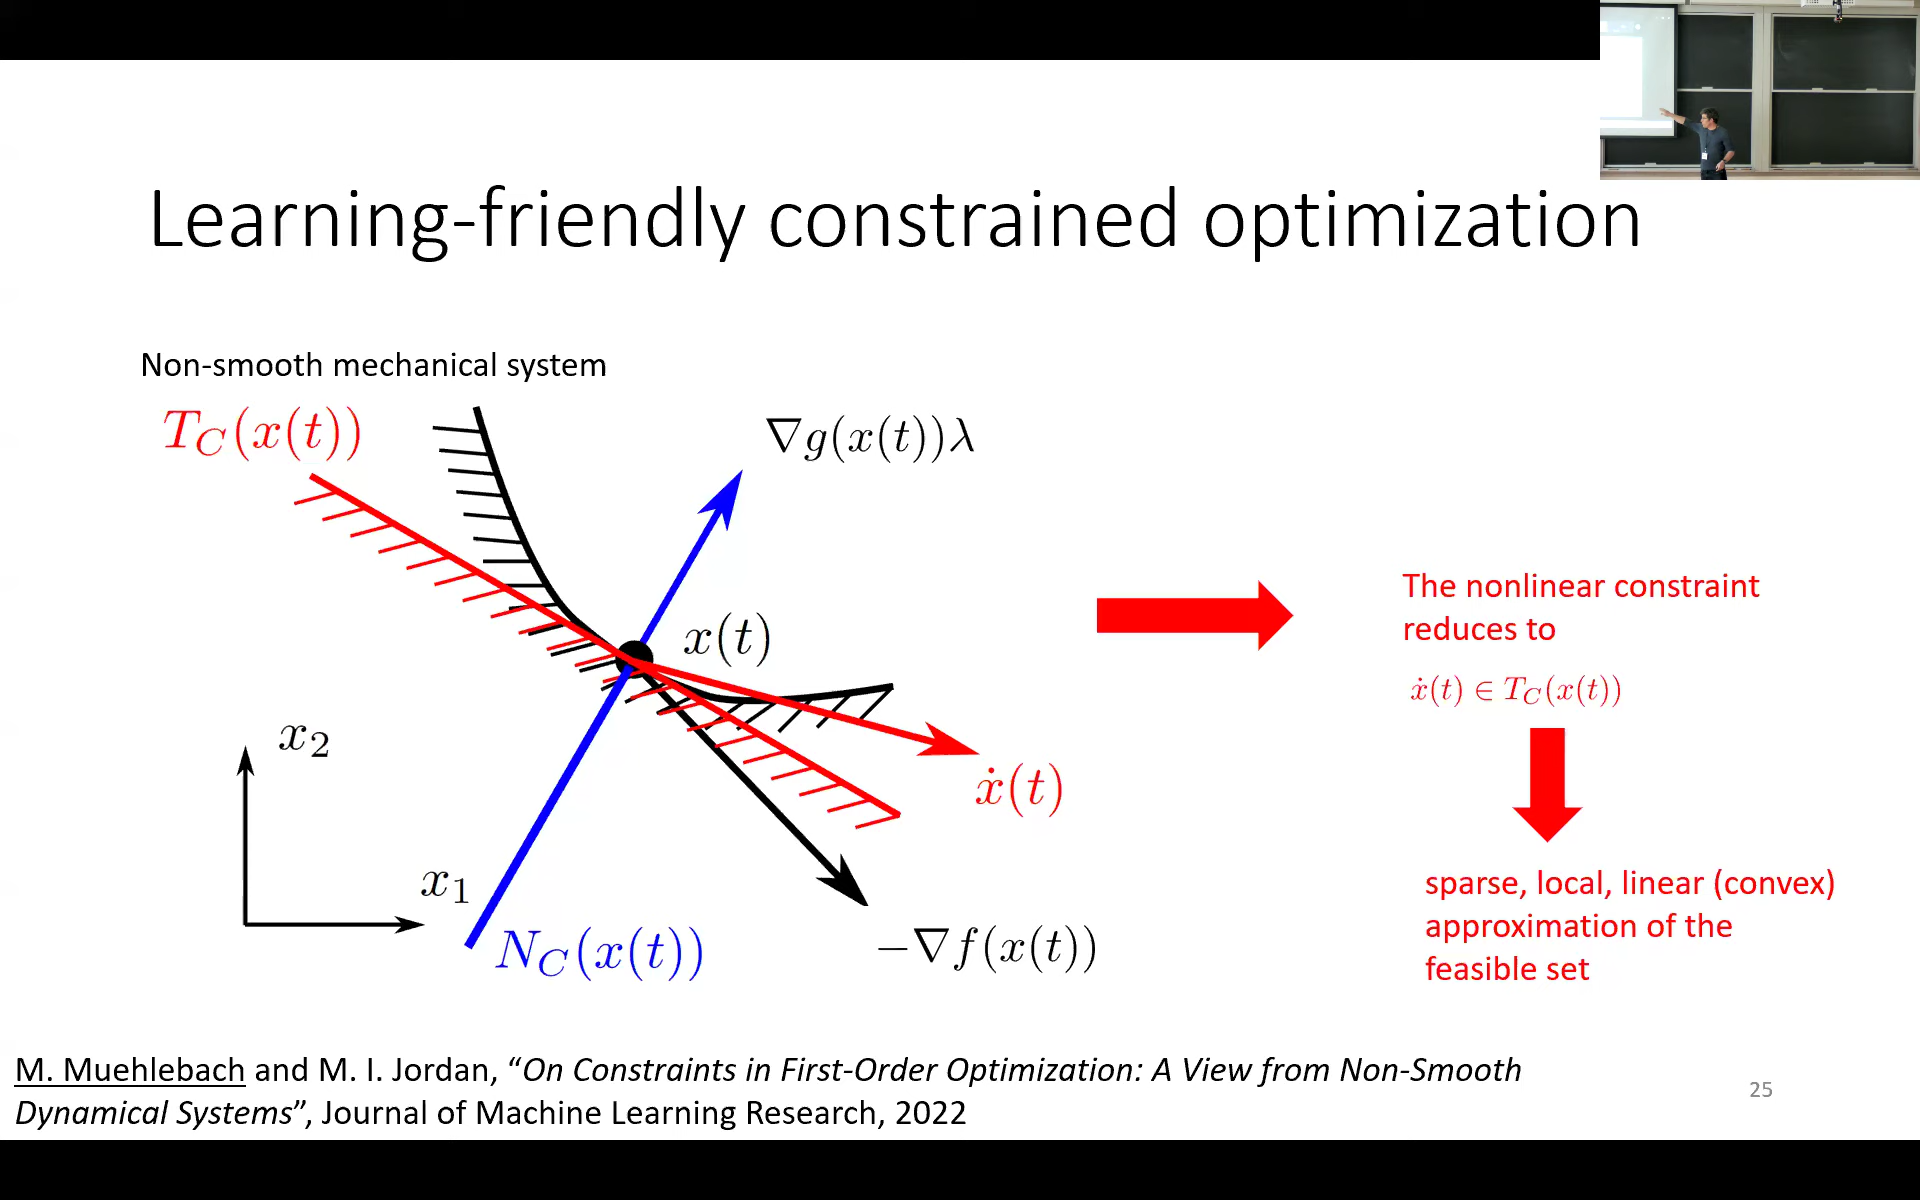 Learning-friendly constrained optimization
Non-smooth mechanical system
T_C(x(t))
∇g(x(t))λ
x(t)
x_2
x_1
ẋ(t)
N_C(x(t))
−∇f(x(t))
The nonlinear constraint
reduces to
ẋ(t) ∈ T_C(x(t))
sparse, local, linear (convex)
approximation of the
feasible set
M. Muehlebach and M. I. Jordan, “On Constraints in First-Order Optimization: A View from Non-Smooth
Dynamical Systems”, Journal of Machine Learning Research, 2022
25